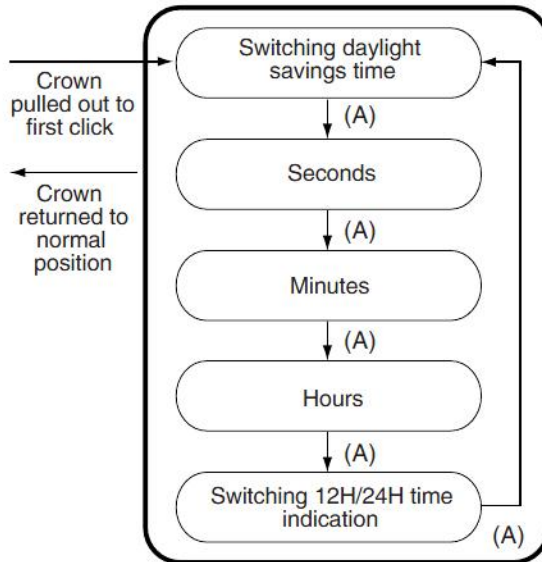 Switching daylight
savings time
Crown
pulled out to
first click
(A)
Seconds
Crown
returned to
normal
position
(A)
Minutes
(A)
Hours
(A)
Switching 12H/24H time
indication
(A)